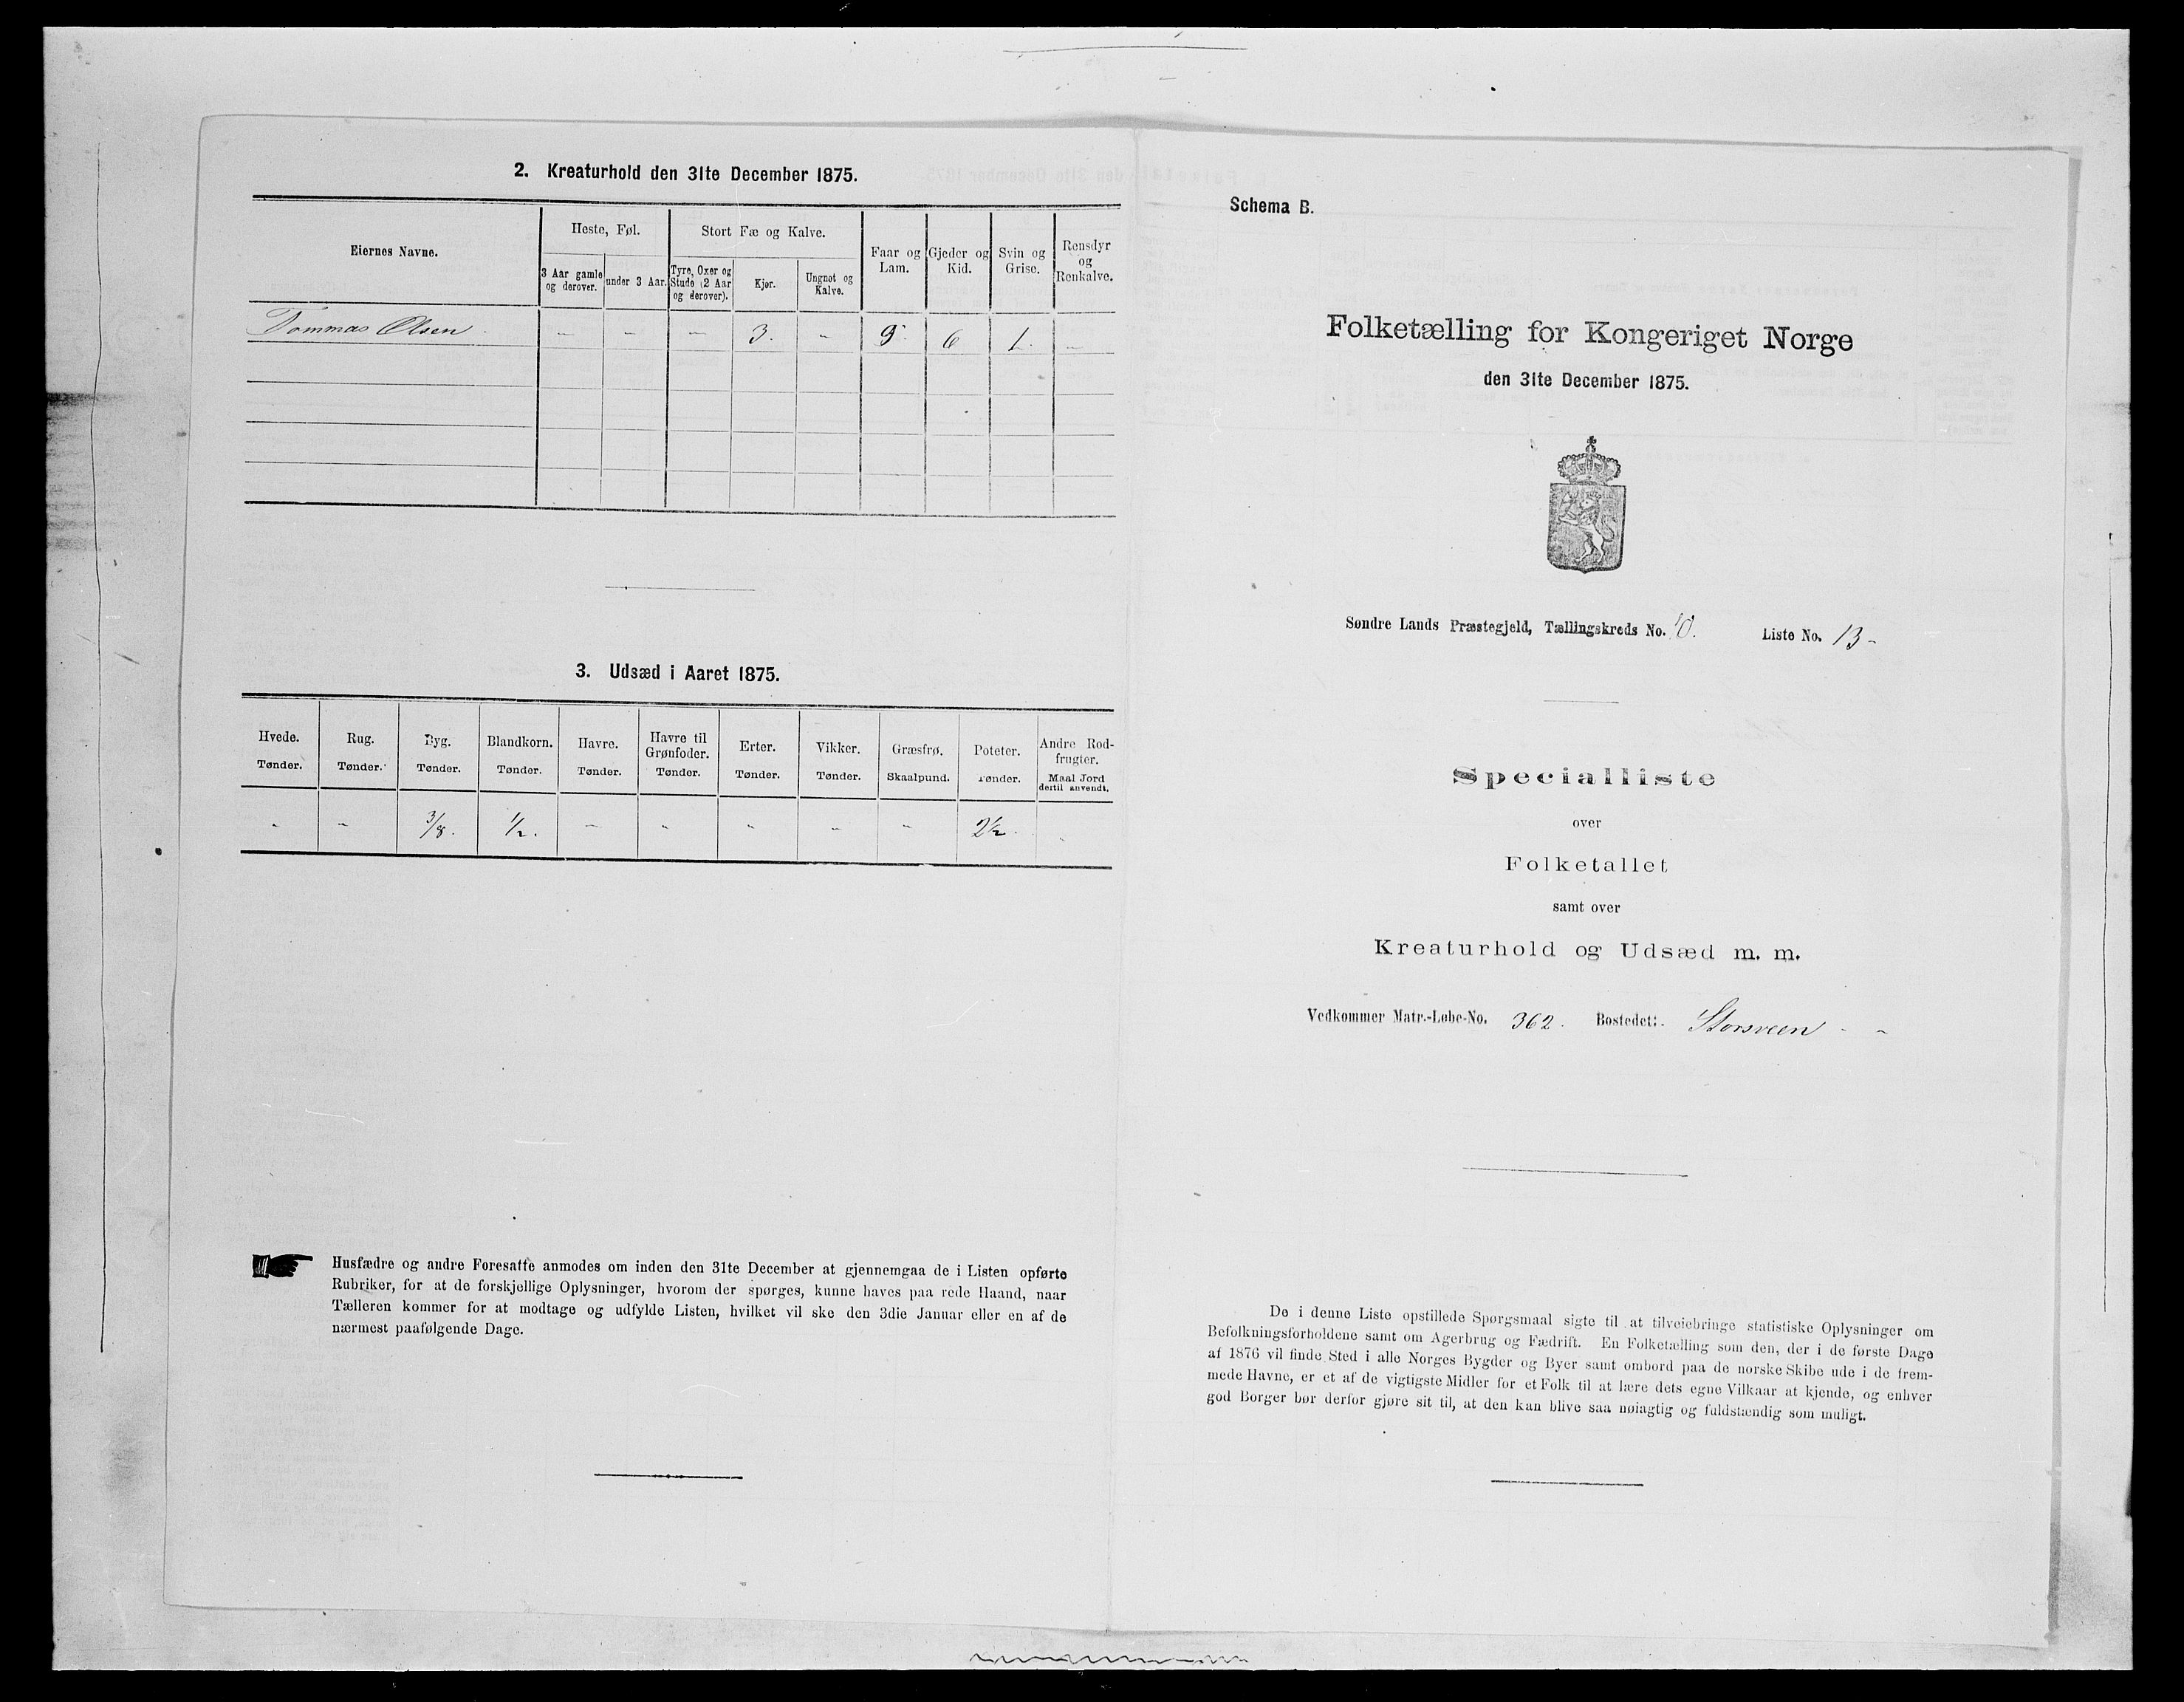 2. Kreaturhold den 31te December 1875.
Eiernes Navne.
Heste, Føl.
Stort Fæ og Kalve.
Faar og Lam.
Gjeder og Kid.
Svin og Grise.
Rensdyr og Renkalve.
3 Aar gamle og derover.
under 3 Aar.
Tyre, Oxer og Stude (2 Aar og derover).
Kjør.
Ungnøt og Kalve.
Tommas Olsen - - - 3. - 9 6 1. -
3. Udsæd i Aaret 1875.
Hvede. Rug. Byg. Blandkorn. Havre. Havre til Grønfoder. Erter. Vikker. Græsfrø. Poteter. Andre Rodfrugter.
Tønder. Tønder. Tønder. Tønder. Tønder. Tønder. Tønder. Tønder. Skaalpund. Tønder. Maal Jord dertil anvendt.
- - 3/8. 1/2. - - - - - 2 1/2. -
Husfædre og andre Foresatte anmodes om inden den 31te December at gjennemgaa de i Listen opførte
Rubriker, for at de forskjellige Oplysninger, hvorom der spørges, kunne haves paa rede Haand, naar
Tælleren kommer for at modtage og udfylde Listen, hvilket vil ske den 3die Januar eller en af de
nærmest paafølgende Dage.
Schema B.
Folketælling for Kongeriget Norge
den 31te December 1875.
Søndre Lands Præstegjeld, Tællingskreds No. 10. Liste No. 13-
Specialliste
over
Folketallet
samt over
Kreaturhold og Udsæd m. m.
Vedkommer Matr.-Løbe-No. 362. Bostedet: Storsveen - -
De i denne Liste opstillede Spørgsmaal sigte til at tilveiebringe statistiske Oplysninger om
Befolkningsforholdene samt om Agerbrug og Fædrift. En Folketælling som den, der i de første Dage
af 1876 vil finde Sted i alle Norges Bygder og Byer samt ombord paa de norske Skibe ude i de frem-
mede Havne, er et af de vigtigste Midler for et Folk til at lære dets egne Vilkaar at kjende, og enhver
god Borger bør derfor gjøre sit til, at den kan blive saa nøiagtig og fuldstændig som muligt.